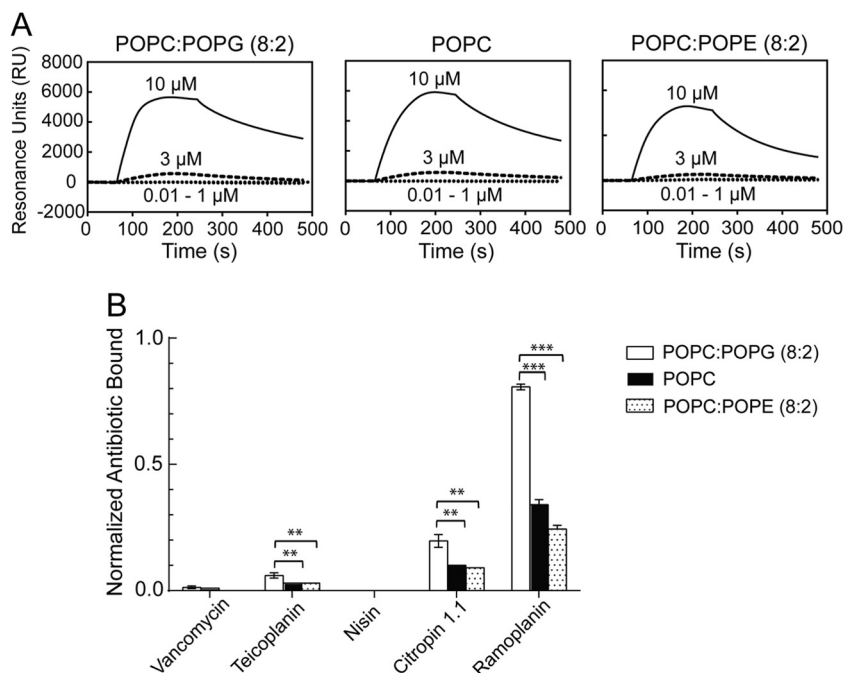 A
POPC:POPG (8:2) POPC POPC:POPE (8:2)
Resonance Units (RU)
8000
6000
4000
2000
0
-2000
10 µM
3 µM
0.01 - 1 µM
0 100 200 300 400 500
Time (s)
10 µM
3 µM
0.01 - 1 µM
0 100 200 300 400 500
Time (s)
10 µM
3 µM
0.01 - 1 µM
0 100 200 300 400 500
Time (s)
B
Normalized Antibiotic Bound
1.0
0.5
0.0
**
**
**
**
***
***
Vancomycin
Teicoplanin
Nisin
Citropin 1.1
Ramoplanin
POPC:POPG (8:2)
POPC
POPC:POPE (8:2)